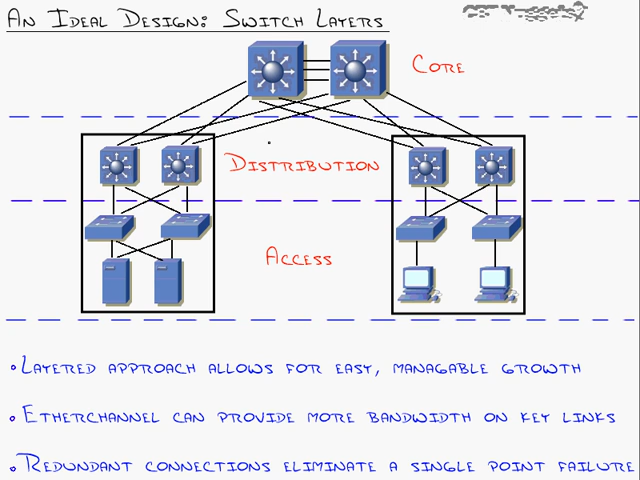 An Ideal Design: Switch Layers
Core
Distribution
Access
• Layered approach allows for easy, managable growth
• Etherchannel can provide more bandwidth on key links
• Redundant connections eliminate a single point failure